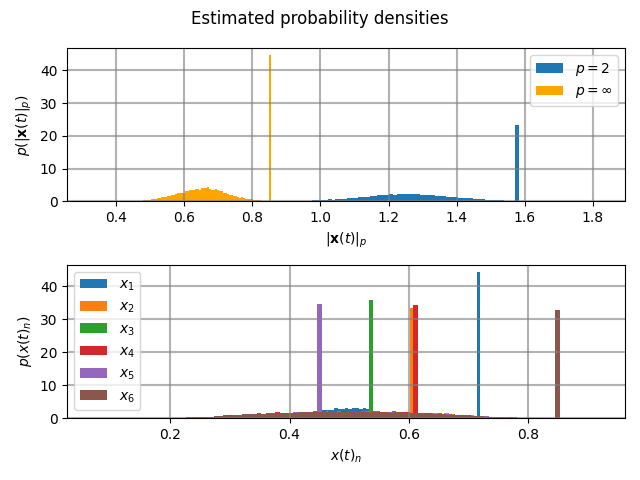 Estimated probability densities
p(|x(t)|p)
40
30
20
10
0
p = 2
p = ∞
0.4 0.6 0.8 1.0 1.2 1.4 1.6 1.8
|x(t)|p
p(x(t)n)
40
30
20
10
0
x1
x2
x3
x4
x5
x6
0.2 0.4 0.6 0.8
x(t)n